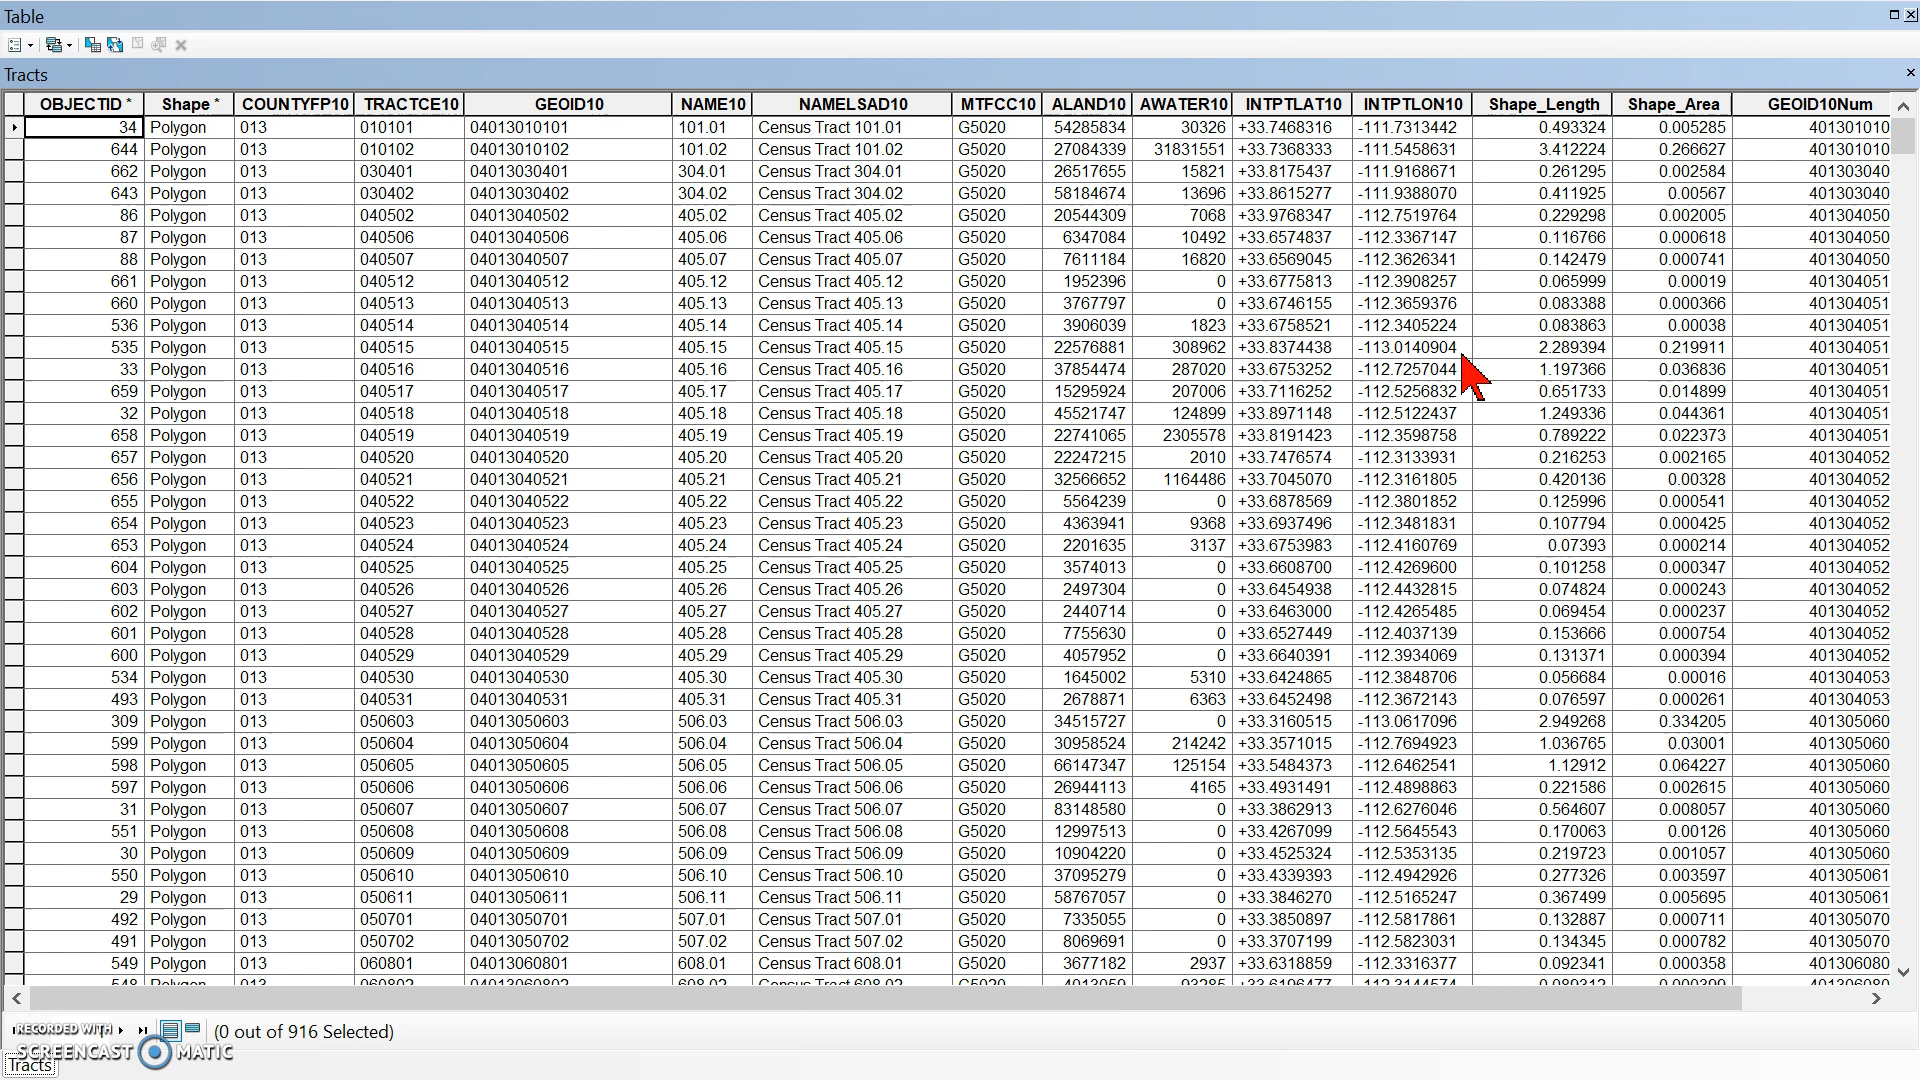 Table
Tracts
OBJECTID * Shape * COUNTYFP10 TRACTCE10 GEOID10 NAME10 NAMELSAD10 MTFCC10 ALAND10 AWATER10 INTPTLAT10 INTPTLON10 Shape_Length Shape_Area GEOID10Num
34 Polygon 013 010101 04013010101 101.01 Census Tract 101.01 G5020 54285834 30326 +33.7468316 -111.7313442 0.493324 0.005285 401301010
644 Polygon 013 010102 04013010102 101.02 Census Tract 101.02 G5020 27084339 31831551 +33.7368333 -111.5458631 3.412224 0.266627 401301010
662 Polygon 013 030401 04013030401 304.01 Census Tract 304.01 G5020 26517655 15821 +33.8175437 -111.9168671 0.261295 0.002584 401303040
643 Polygon 013 030402 04013030402 304.02 Census Tract 304.02 G5020 58184674 13696 +33.8615277 -111.9388070 0.411925 0.00567 401303040
86 Polygon 013 040502 04013040502 405.02 Census Tract 405.02 G5020 20544309 7068 +33.9768347 -112.7519764 0.229298 0.002005 401304050
87 Polygon 013 040506 04013040506 405.06 Census Tract 405.06 G5020 6347084 10492 +33.6574837 -112.3367147 0.116766 0.000618 401304050
88 Polygon 013 040507 04013040507 405.07 Census Tract 405.07 G5020 7611184 16820 +33.6569045 -112.3626341 0.142479 0.000741 401304050
661 Polygon 013 040512 04013040512 405.12 Census Tract 405.12 G5020 1952396 0 +33.6775813 -112.3908257 0.065999 0.00019 401304051
660 Polygon 013 040513 04013040513 405.13 Census Tract 405.13 G5020 3767797 0 +33.6746155 -112.3659376 0.083388 0.000366 401304051
536 Polygon 013 040514 04013040514 405.14 Census Tract 405.14 G5020 3906039 1823 +33.6758521 -112.3405224 0.083863 0.00038 401304051
535 Polygon 013 040515 04013040515 405.15 Census Tract 405.15 G5020 22576881 308962 +33.8374438 -113.0140904 2.289394 0.219911 401304051
33 Polygon 013 040516 04013040516 405.16 Census Tract 405.16 G5020 37854474 287020 +33.6753252 -112.7257044 1.197366 0.036836 401304051
659 Polygon 013 040517 04013040517 405.17 Census Tract 405.17 G5020 15295924 207006 +33.7116252 -112.5256832 0.651733 0.014899 401304051
32 Polygon 013 040518 04013040518 405.18 Census Tract 405.18 G5020 45521747 124899 +33.8971148 -112.5122437 1.249336 0.044361 401304051
658 Polygon 013 040519 04013040519 405.19 Census Tract 405.19 G5020 22741065 2305578 +33.8191423 -112.3598758 0.789222 0.022373 401304051
657 Polygon 013 040520 04013040520 405.20 Census Tract 405.20 G5020 22247215 2010 +33.7476574 -112.3133931 0.216253 0.002165 401304052
656 Polygon 013 040521 04013040521 405.21 Census Tract 405.21 G5020 32566652 1164486 +33.7045070 -112.3161805 0.420136 0.00328 401304052
655 Polygon 013 040522 04013040522 405.22 Census Tract 405.22 G5020 5564239 0 +33.6878569 -112.3801852 0.125996 0.000541 401304052
654 Polygon 013 040523 04013040523 405.23 Census Tract 405.23 G5020 4363941 9368 +33.6937496 -112.3481831 0.107794 0.000425 401304052
653 Polygon 013 040524 04013040524 405.24 Census Tract 405.24 G5020 2201635 3137 +33.6753983 -112.4160769 0.07393 0.000214 401304052
604 Polygon 013 040525 04013040525 405.25 Census Tract 405.25 G5020 3574013 0 +33.6608700 -112.4269600 0.101258 0.000347 401304052
603 Polygon 013 040526 04013040526 405.26 Census Tract 405.26 G5020 2497304 0 +33.6454938 -112.4432815 0.074824 0.000243 401304052
602 Polygon 013 040527 04013040527 405.27 Census Tract 405.27 G5020 2440714 0 +33.6463000 -112.4265485 0.069454 0.000237 401304052
601 Polygon 013 040528 04013040528 405.28 Census Tract 405.28 G5020 7755630 0 +33.6527449 -112.4037139 0.153666 0.000754 401304052
600 Polygon 013 040529 04013040529 405.29 Census Tract 405.29 G5020 4057952 0 +33.6640391 -112.3934069 0.131371 0.000394 401304052
534 Polygon 013 040530 04013040530 405.30 Census Tract 405.30 G5020 1645002 5310 +33.6424865 -112.3848706 0.056684 0.00016 401304053
493 Polygon 013 040531 04013040531 405.31 Census Tract 405.31 G5020 2678871 6363 +33.6452498 -112.3672143 0.076597 0.000261 401304053
309 Polygon 013 050603 04013050603 506.03 Census Tract 506.03 G5020 34515727 0 +33.3160515 -113.0617096 2.949268 0.334205 401305060
599 Polygon 013 050604 04013050604 506.04 Census Tract 506.04 G5020 30958524 214242 +33.3571015 -112.7694923 1.036765 0.03001 401305060
598 Polygon 013 050605 04013050605 506.05 Census Tract 506.05 G5020 66147347 125154 +33.5484373 -112.6462541 1.12912 0.064227 401305060
597 Polygon 013 050606 04013050606 506.06 Census Tract 506.06 G5020 26944113 4165 +33.4931491 -112.4898863 0.221586 0.002615 401305060
31 Polygon 013 050607 04013050607 506.07 Census Tract 506.07 G5020 83148580 0 +33.3862913 -112.6276046 0.564607 0.008057 401305060
551 Polygon 013 050608 04013050608 506.08 Census Tract 506.08 G5020 12997513 0 +33.4267099 -112.5645543 0.170063 0.00126 401305060
30 Polygon 013 050609 04013050609 506.09 Census Tract 506.09 G5020 10904220 0 +33.4525324 -112.5353135 0.219723 0.001057 401305060
550 Polygon 013 050610 04013050610 506.10 Census Tract 506.10 G5020 37095279 0 +33.4339393 -112.4942926 0.277326 0.003597 401305061
29 Polygon 013 050611 04013050611 506.11 Census Tract 506.11 G5020 58767057 0 +33.3846270 -112.5165247 0.367499 0.005695 401305061
492 Polygon 013 050701 04013050701 507.01 Census Tract 507.01 G5020 7335055 0 +33.3850897 -112.5817861 0.132887 0.000711 401305070
491 Polygon 013 050702 04013050702 507.02 Census Tract 507.02 G5020 8069691 0 +33.3707199 -112.5823031 0.134345 0.000782 401305070
549 Polygon 013 060801 04013060801 608.01 Census Tract 608.01 G5020 3677182 2937 +33.6318859 -112.3316377 0.092341 0.000358 401306080
(0 out of 916 Selected)
RECORDED WITH
SCREENCAST MATIC
Tracts